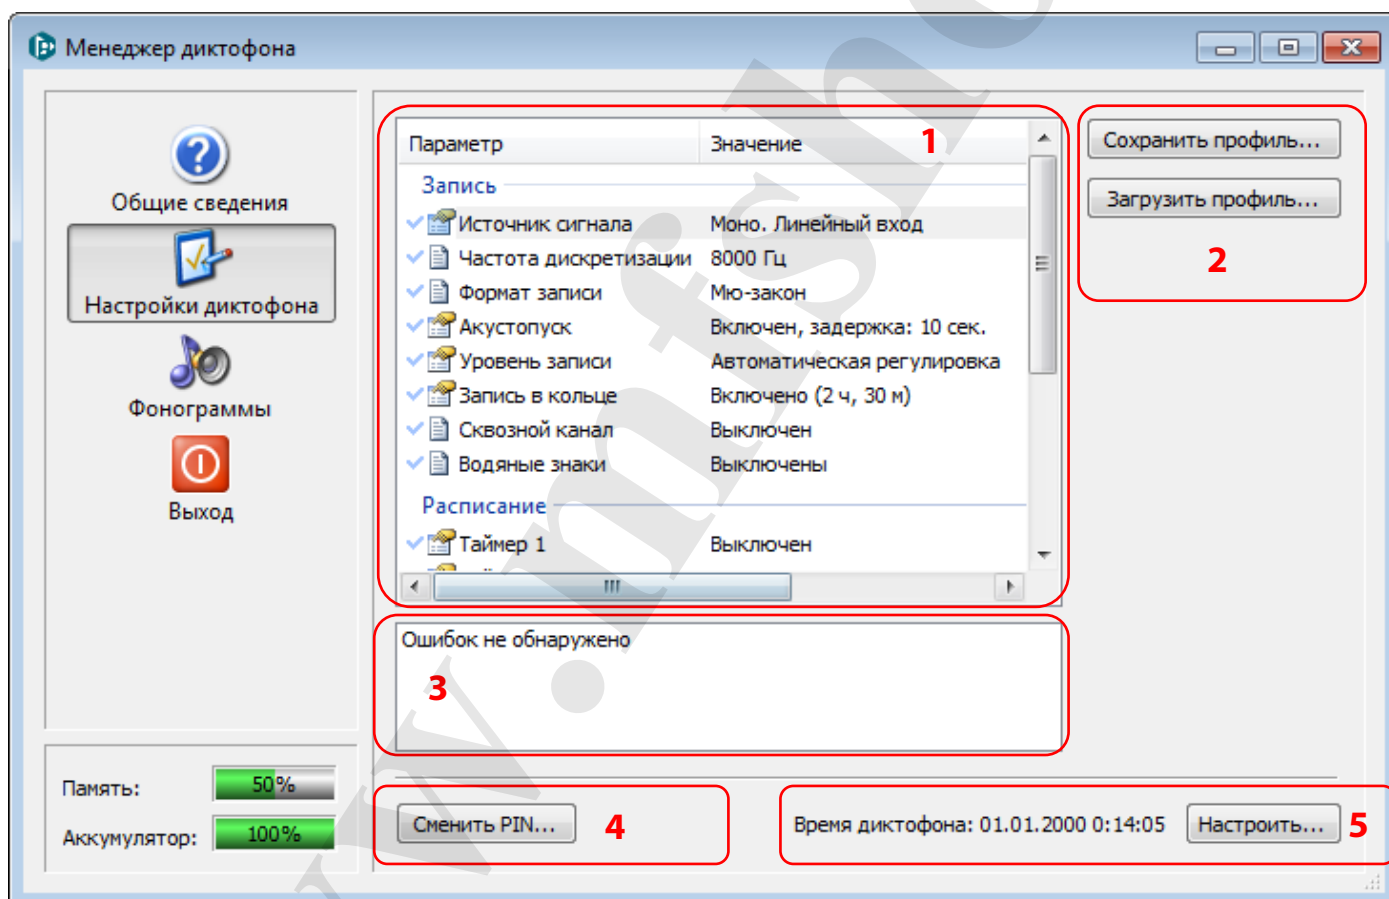 Менеджер диктофона
Общие сведения
Настройки диктофона
Фонограммы
Выход
Память: 50%
Аккумулятор: 100%
Параметр Значение 1
Запись
Источник сигнала Моно. Линейный вход
Частота дискретизации 8000 Гц
Формат записи Мю-закон
Акустопуск Включен, задержка: 10 сек.
Уровень записи Автоматическая регулировка
Запись в кольце Включено (2 ч, 30 м)
Сквозной канал Выключен
Водяные знаки Выключены
Расписание
Таймер 1 Выключен
Сохранить профиль...
Загрузить профиль...
2
Ошибок не обнаружено
3
Сменить PIN... 4
Время диктофона: 01.01.2000 0:14:05 Настроить... 5